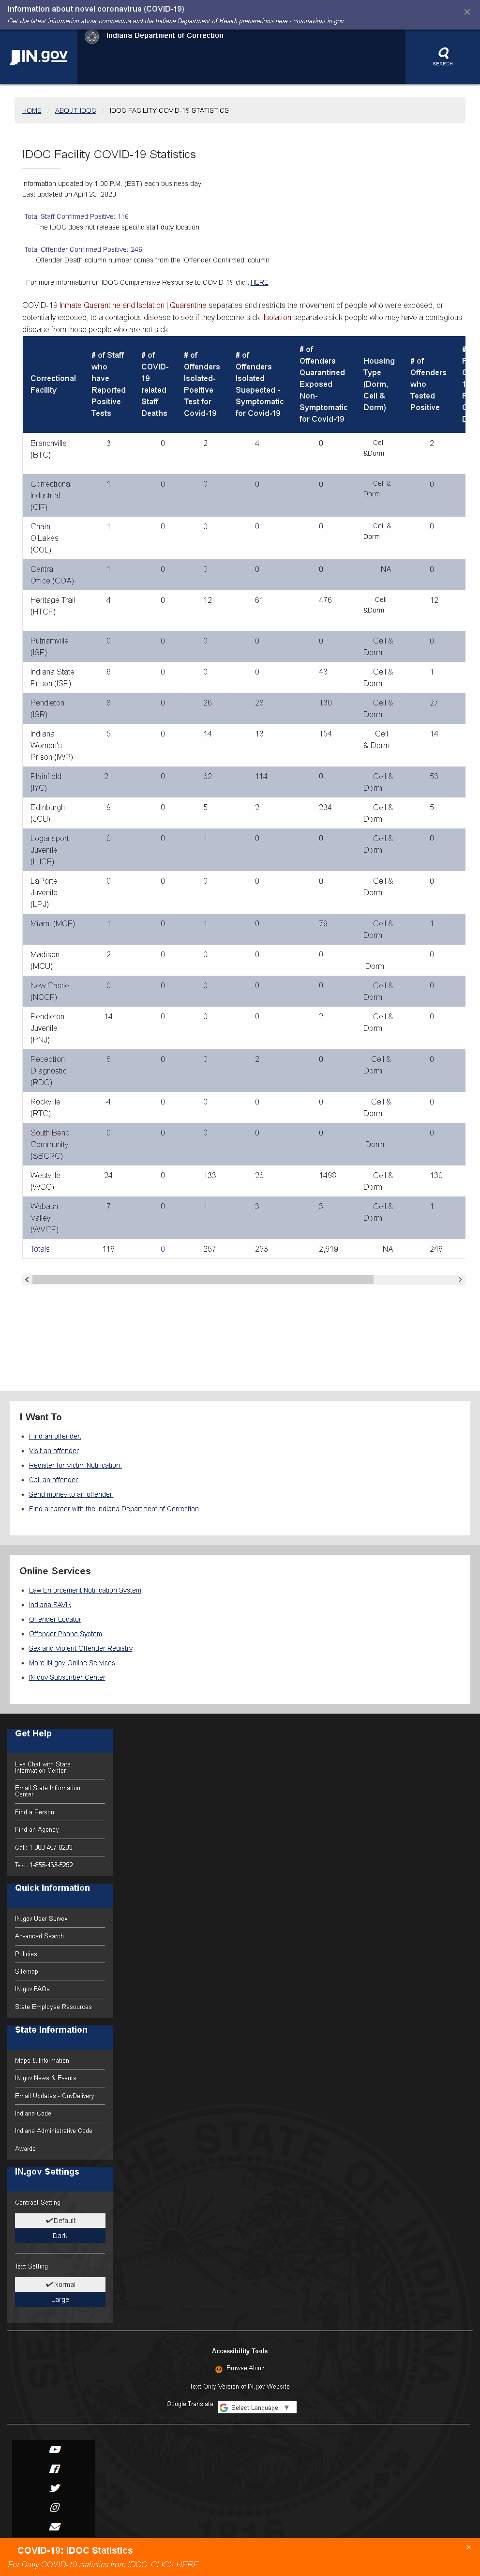 Information about novel coronavirus (COVID-19)
Get the latest information about coronavirus and the Indiana Department of Health preparations here - coronavirus.in.gov
×
IN.gov
Indiana Department of Correction
SEARCH
HOME / ABOUT IDOC / IDOC FACILITY COVID-19 STATISTICS
IDOC Facility COVID-19 Statistics
Information updated by 1:00 P.M. (EST) each business day
Last updated on April 23, 2020
Total Staff Confirmed Positive: 116
The IDOC does not release specific staff duty location
Total Offender Confirmed Positive: 246
Offender Death column number comes from the 'Offender Confirmed' column
For more information on IDOC Comprensive Response to COVID-19 click HERE
COVID-19 Inmate Quarantine and Isolation | Quarantine separates and restricts the movement of people who were exposed, or
potentially exposed, to a contagious disease to see if they become sick. Isolation separates sick people who may have a contagious
disease from those people who are not sick.
Correctional Facility | # of Staff who have Reported Positive Tests | # of COVID-19 related Staff Deaths | # of Offenders Isolated-Positive Test for Covid-19 | # of Offenders Isolated Suspected - Symptomatic for Covid-19 | # of Offenders Quarantined Exposed Non-Symptomatic for Covid-19 | Housing Type (Dorm, Cell & Dorm) | # of Offenders who Tested Positive
Branchville (BTC) 3 0 2 4 0 Cell &Dorm 2
Correctional Industrial (CIF) 1 0 0 0 0 Cell & Dorm 0
Chain O'Lakes (COL) 1 0 0 0 0 Cell & Dorm 0
Central Office (COA) 1 0 0 0 0 NA 0
Heritage Trail (HTCF) 4 0 12 61 476 Cell &Dorm 12
Putnamville (ISF) 0 0 0 0 0 Cell & Dorm 0
Indiana State Prison (ISP) 6 0 0 0 43 Cell & Dorm 1
Pendleton (ISR) 8 0 26 28 130 Cell & Dorm 27
Indiana Women's Prison (IWP) 5 0 14 13 154 Cell & Dorm 14
Plainfield (IYC) 21 0 62 114 0 Cell & Dorm 53
Edinburgh (JCU) 9 0 5 2 234 Cell & Dorm 5
Logansport Juvenile (LJCF) 0 0 1 0 0 Cell & Dorm 0
LaPorte Juvenile (LPJ) 0 0 0 0 0 Cell & Dorm 0
Miami (MCF) 1 0 1 0 79 Cell & Dorm 1
Madison (MCU) 2 0 0 0 0 Dorm 0
New Castle (NCCF) 0 0 0 0 0 Cell & Dorm 0
Pendleton Juvenile (PNJ) 14 0 0 0 2 Cell & Dorm 0
Reception Diagnostic (RDC) 6 0 0 2 0 Cell & Dorm 0
Rockville (RTC) 4 0 0 0 0 Cell & Dorm 0
South Bend Community (SBCRC) 0 0 0 0 0 Dorm 0
Westville (WCC) 24 0 133 26 1498 Cell & Dorm 130
Wabash Valley (WVCF) 7 0 1 3 3 Cell & Dorm 1
Totals 116 0 257 253 2,619 NA 246
I Want To
Find an offender.
Visit an offender
Register for Victim Notification.
Call an offender.
Send money to an offender.
Find a career with the Indiana Department of Correction.
Online Services
Law Enforcement Notification System
Indiana SAVIN
Offender Locator
Offender Phone System
Sex and Violent Offender Registry
More IN.gov Online Services
IN.gov Subscriber Center
Get Help
Live Chat with State
Information Center
Email State Information
Center
Find a Person
Find an Agency
Call: 1-800-457-8283
Text: 1-855-463-5292
Quick Information
IN.gov User Survey
Advanced Search
Policies
Sitemap
IN.gov FAQs
State Employee Resources
State Information
Maps & Information
IN.gov News & Events
Email Updates - GovDelivery
Indiana Code
Indiana Administrative Code
Awards
IN.gov Settings
Contrast Setting
Default
Dark
Text Setting
Normal
Large
Accessibility Tools
Browse Aloud
Text Only Version of IN.gov Website
Google Translate Select Language ▼
COVID-19: IDOC Statistics
For Daily COVID-19 statistics from IDOC: CLICK HERE
×